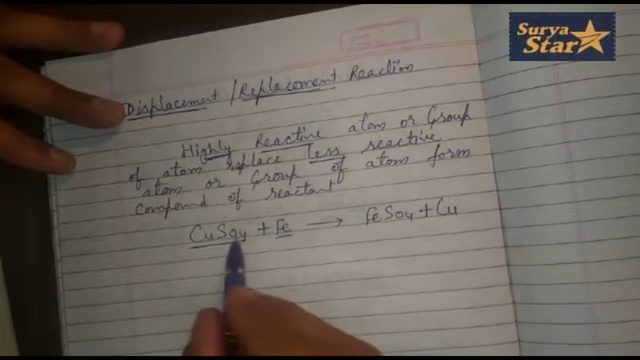 Surya
Star
Displacement / Replacement Reaction
Highly Reactive atom or Group
of atom replace less reactive
atom or Group of atom form
compound of reactant
CuSO4 + Fe → FeSO4 + Cu